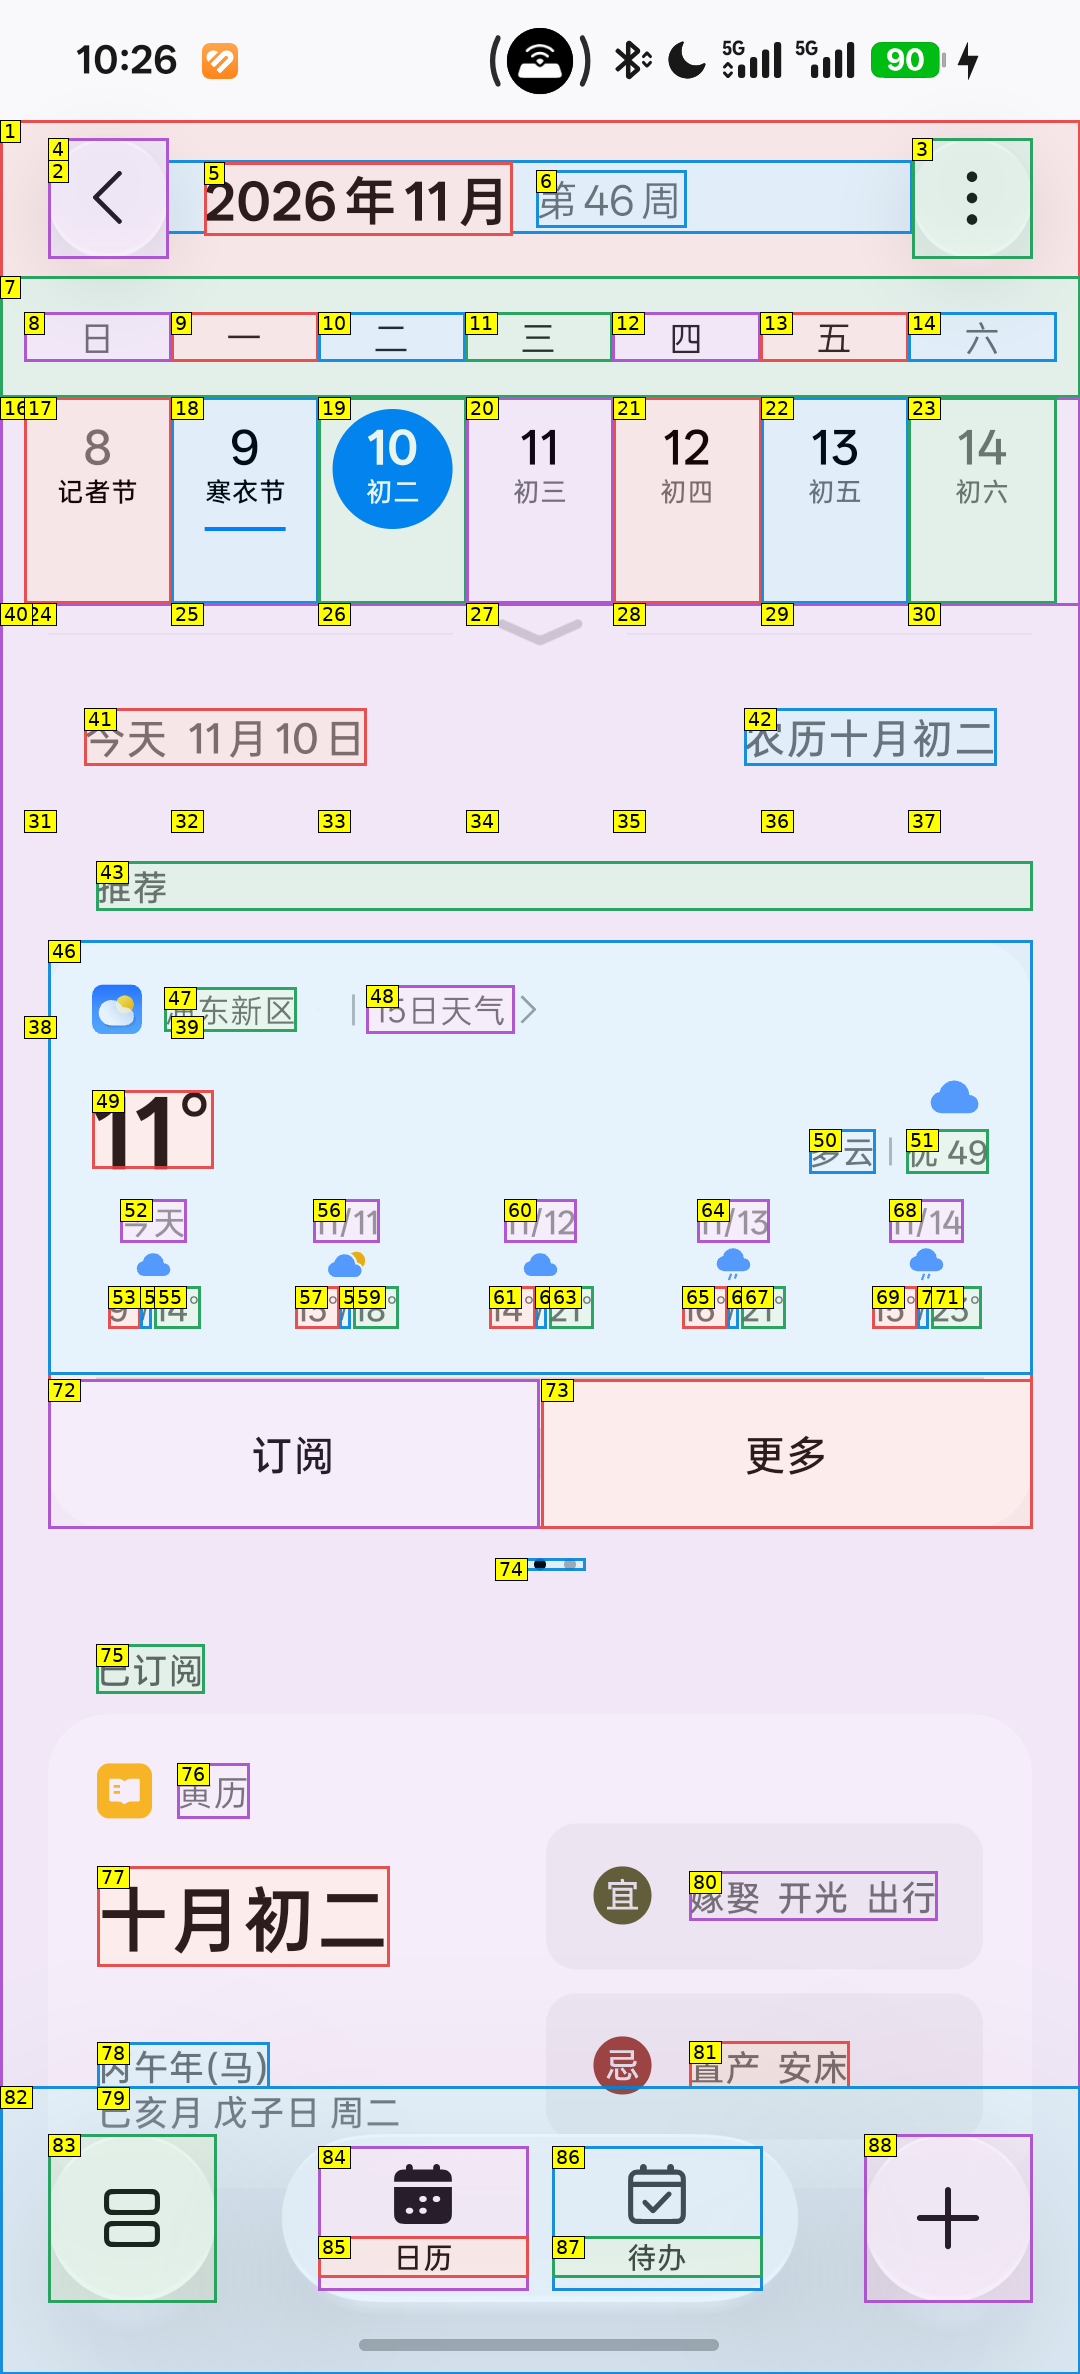 10:26 5G 5G 90
2026年11月 第46周
日 一 二 三 四 五 六
8 9 10 11 12 13 14
记者节 寒衣节 初二 初三 初四 初五 初六
今天 11月10日 农历十月初二
推荐
东新区 15日天气
11°
多云 优 49
今天 11/11 11/12 11/13 11/14
订阅 更多
已订阅
黄历
十月初二
宜 嫁娶 开光 出行
丙午年(马)
忌 置产 安床
己亥月 戊子日 周二
日历 待办